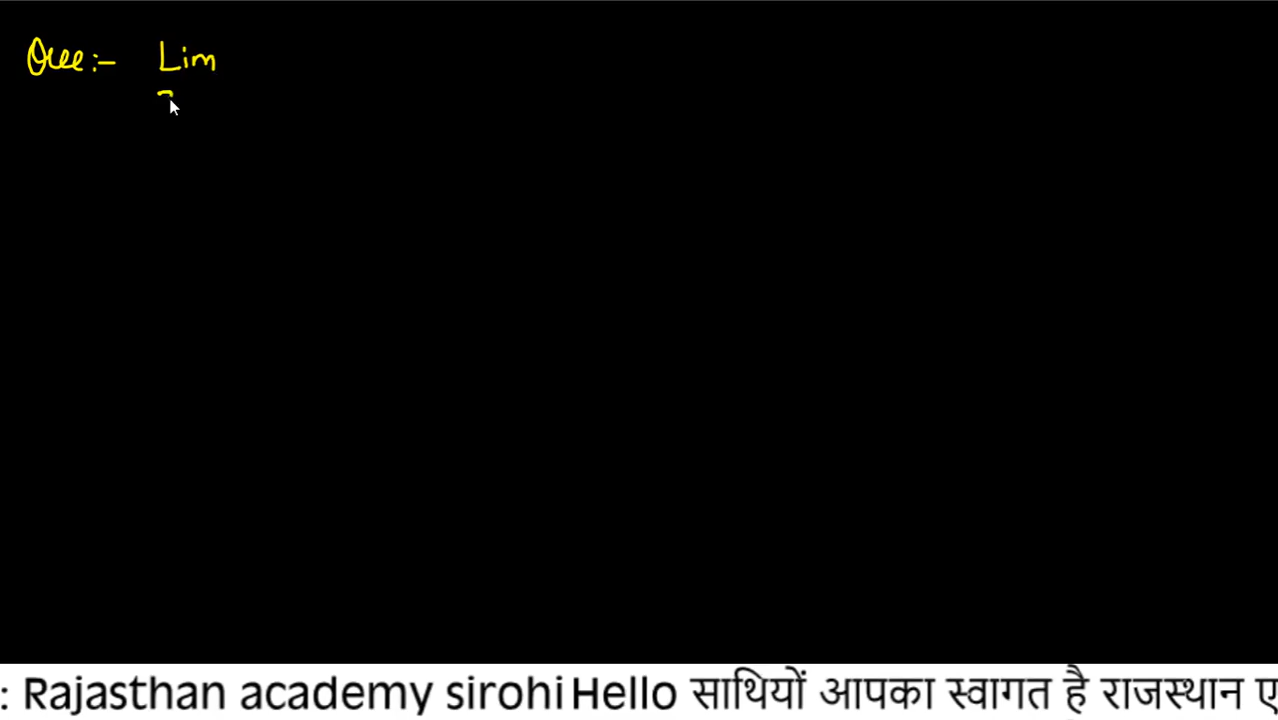 Que:- Lim
: Rajasthan academy sirohi Hello साथियों आपका स्वागत है राजस्थान ए